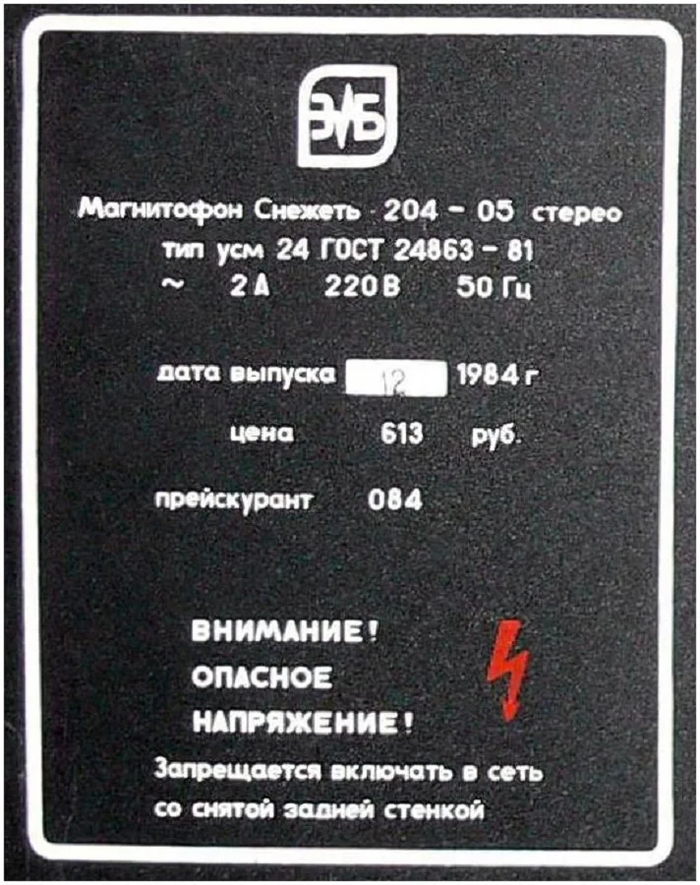 ЭЛБ
Магнитофон Снежеть · 204 - 05 стерео
тип усм 24 ГОСТ 24863 - 81
~ 2 А 220 В 50 Гц
дата выпуска 12 1984 г
цена 613 руб.
прейскурант 084
ВНИМАНИЕ!
ОПАСНОЕ
НАПРЯЖЕНИЕ!
Запрещается включать в сеть
со снятой задней стенкой